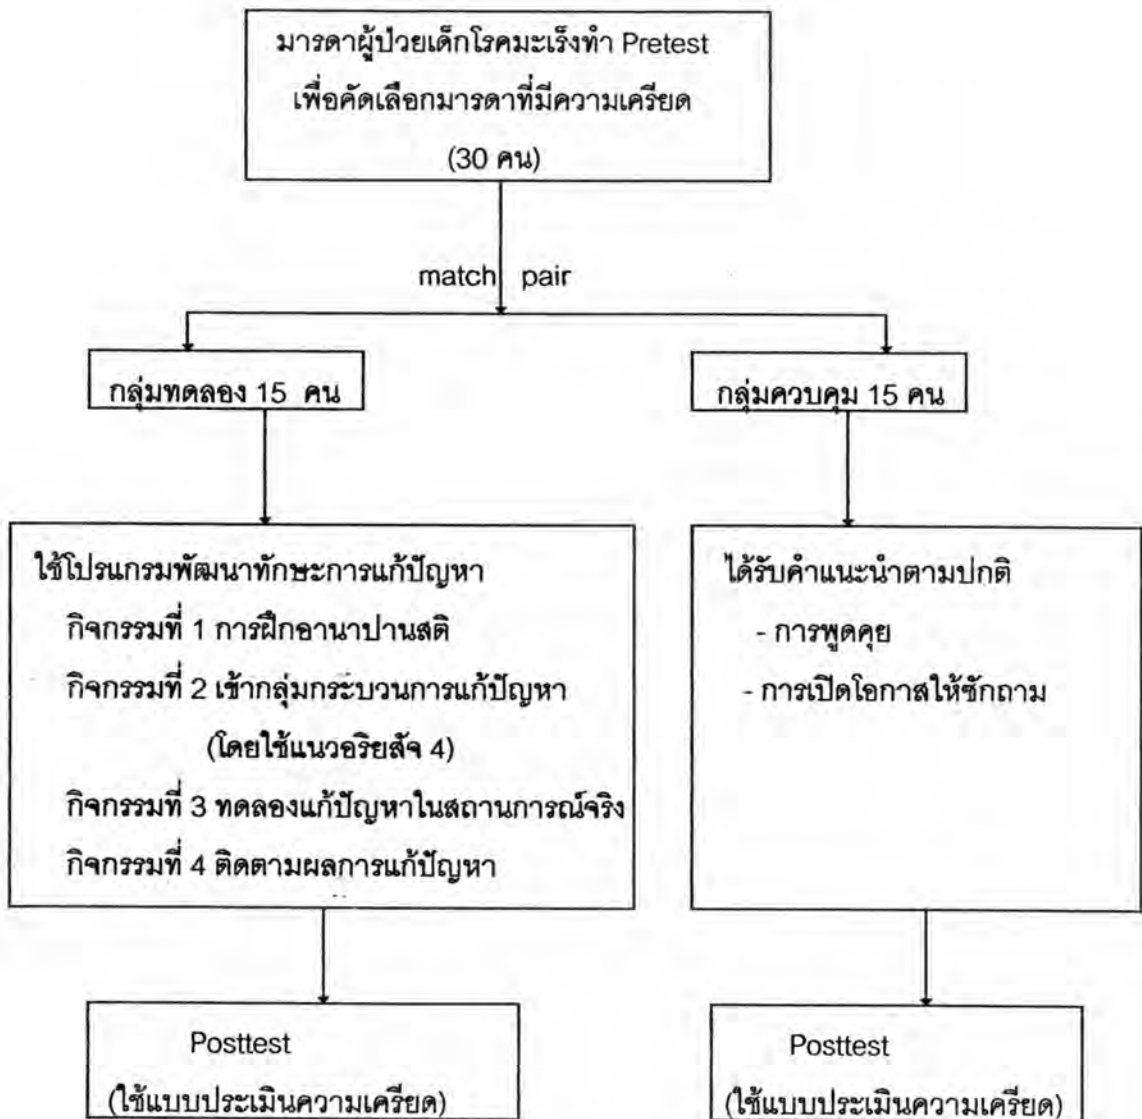 มารดาผู้ป่วยเด็กโรคมะเร็งทำ Pretest
เพื่อคัดเลือกมารดาที่มีความเครียด
(30 คน)
match pair
กลุ่มทดลอง 15 คน
กลุ่มควบคุม 15 คน
ใช้โปรแกรมพัฒนาทักษะการแก้ปัญหา
กิจกรรมที่ 1 การฝึกอานาปานสติ
กิจกรรมที่ 2 เข้ากลุ่มกระบวนการแก้ปัญหา
(โดยใช้แนวอริยสัจ 4)
กิจกรรมที่ 3 ทดลองแก้ปัญหาในสถานการณ์จริง
กิจกรรมที่ 4 ติดตามผลการแก้ปัญหา
ได้รับคำแนะนำตามปกติ
- การพูดคุย
- การเปิดโอกาสให้ซักถาม
Posttest
(ใช้แบบประเมินความเครียด)
Posttest
(ใช้แบบประเมินความเครียด)